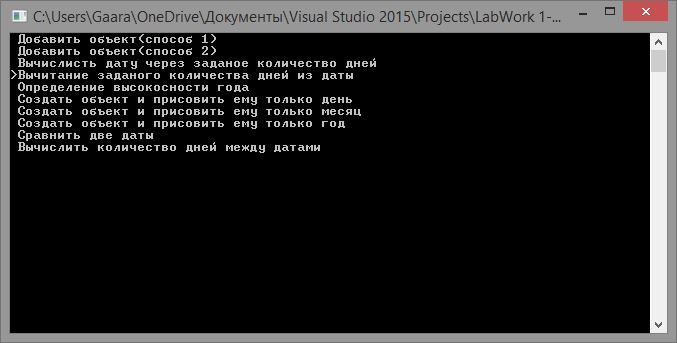 C:\Users\Gaara\OneDrive\Документы\Visual Studio 2015\Projects\LabWork 1-...
Добавить объект(способ 1)
Добавить объект(способ 2)
Вычислисть дату через заданое количество дней
>Вычитание заданого количества дней из даты
Определение высокосности года
Создать объект и присовить ему только день
Создать объект и присовить ему только месяц
Создать объект и присовить ему только год
Сравнить две даты
Вычислить количество дней между датами